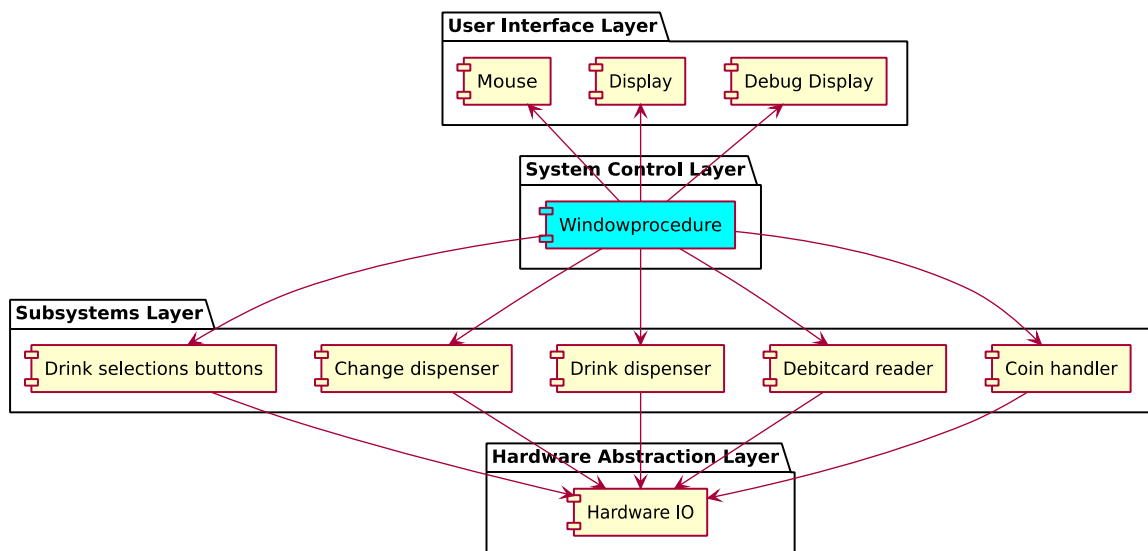 User Interface Layer
Mouse
Display
Debug Display
System Control Layer
Windowprocedure
Subsystems Layer
Drink selections buttons
Change dispenser
Drink dispenser
Debitcard reader
Coin handler
Hardware Abstraction Layer
Hardware IO